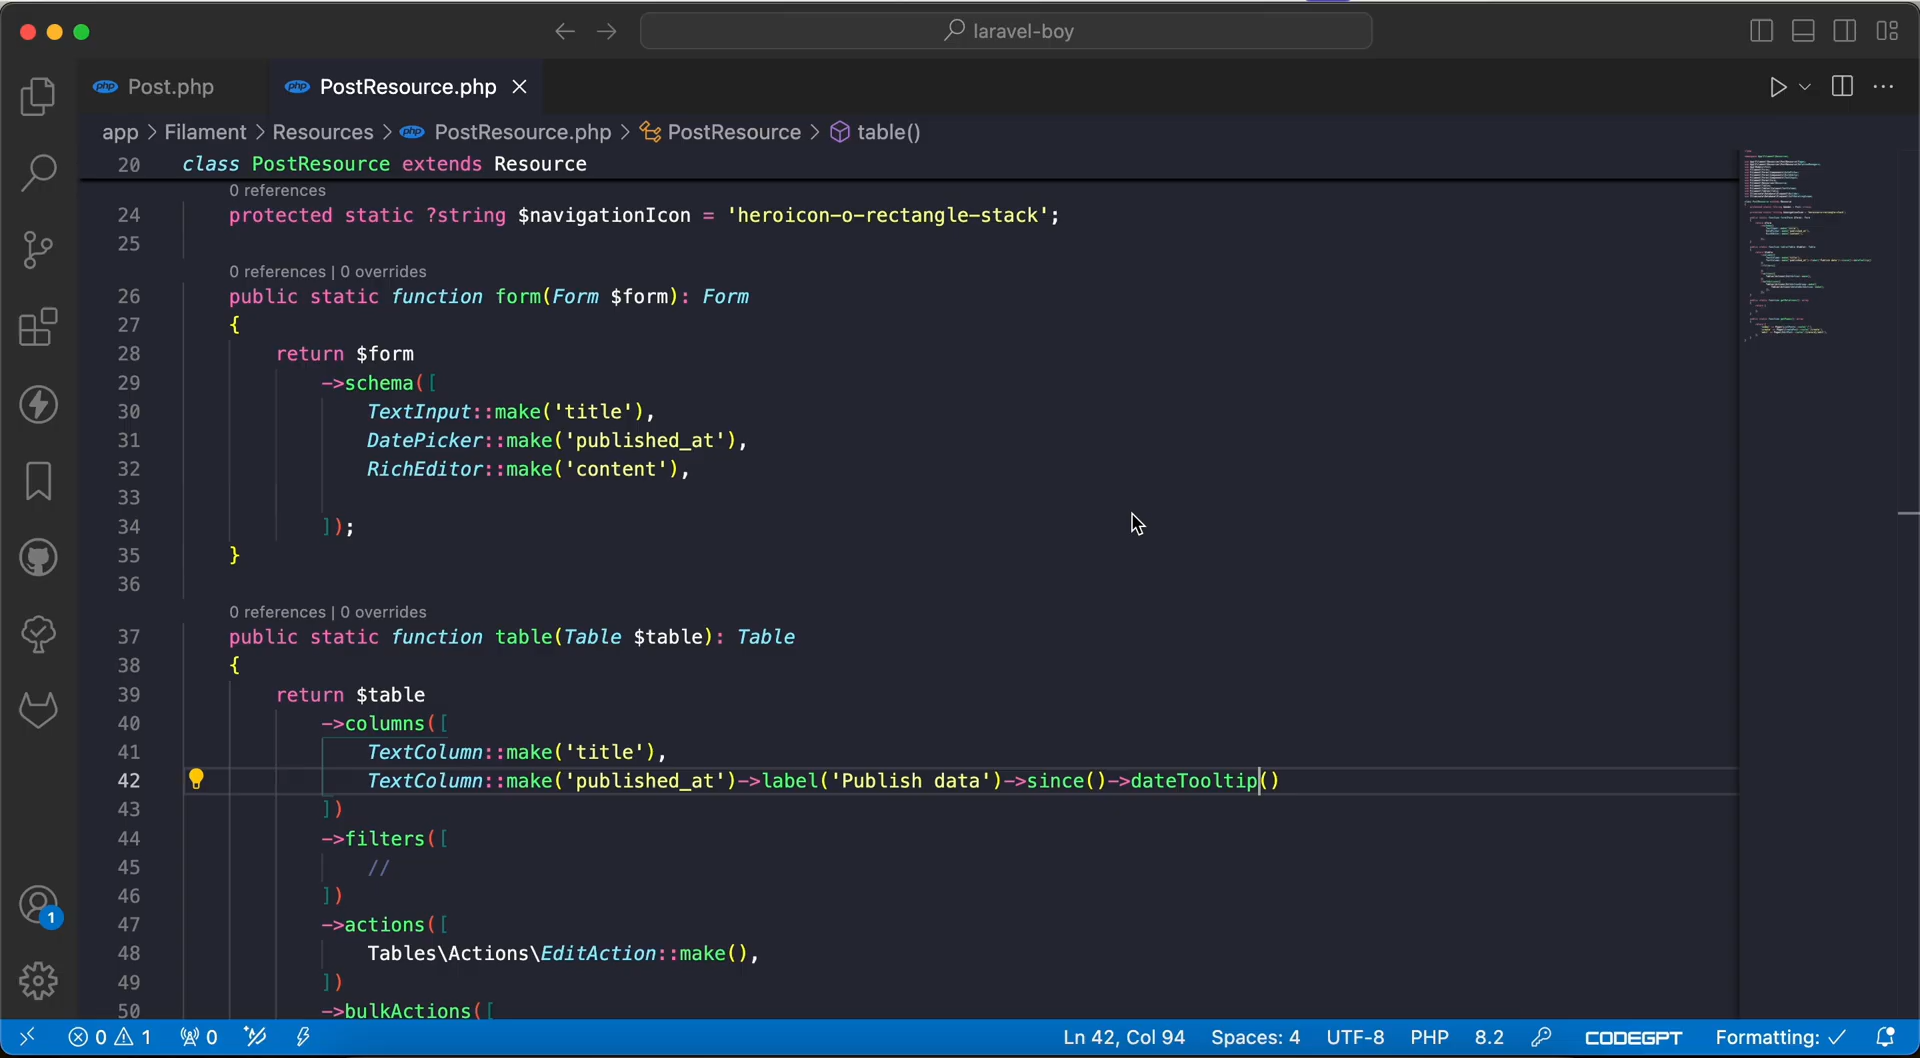 laravel-boy
php Post.php
php PostResource.php
app > Filament > Resources > php PostResource.php > PostResource > table()
20 class PostResource extends Resource
0 references
24 protected static ?string $navigationIcon = 'heroicon-o-rectangle-stack';
25
0 references | 0 overrides
26 public static function form(Form $form): Form
27 {
28 return $form
29 ->schema([
30 TextInput::make('title'),
31 DatePicker::make('published_at'),
32 RichEditor::make('content'),
33
34 ]);
35 }
36
0 references | 0 overrides
37 public static function table(Table $table): Table
38 {
39 return $table
40 ->columns([
41 TextColumn::make('title'),
42 TextColumn::make('published_at')->label('Publish data')->since()->dateTooltip()
43 ])
44 ->filters([
45 //
46 ])
47 ->actions([
48 Tables\Actions\EditAction::make(),
49 ])
50 ->bulkActions([
1
0 1 0 Ln 42, Col 94 Spaces: 4 UTF-8 PHP 8.2 CODEGPT Formatting: ✓